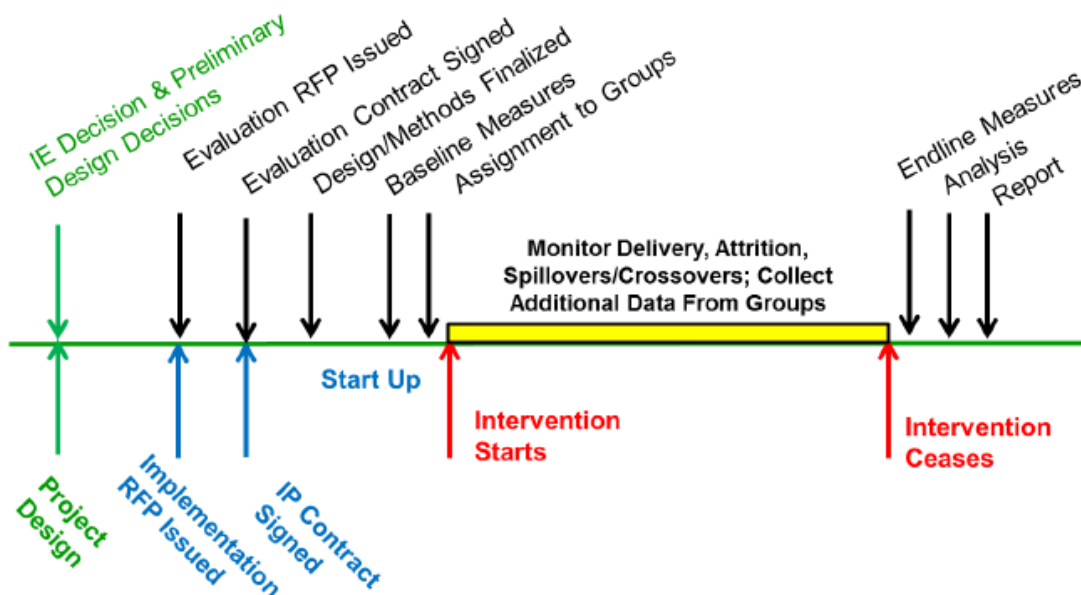 IE Decision & Preliminary
Design Decisions
Evaluation RFP Issued
Evaluation Contract Signed
Design/Methods Finalized
Baseline Measures
Assignment to Groups
Endline Measures
Analysis
Report
Monitor Delivery, Attrition,
Spillovers/Crossovers; Collect
Additional Data From Groups
Start Up
Intervention
Starts
Intervention
Ceases
Project
Design
Implementation
RFP Issued
IP Contract
Signed